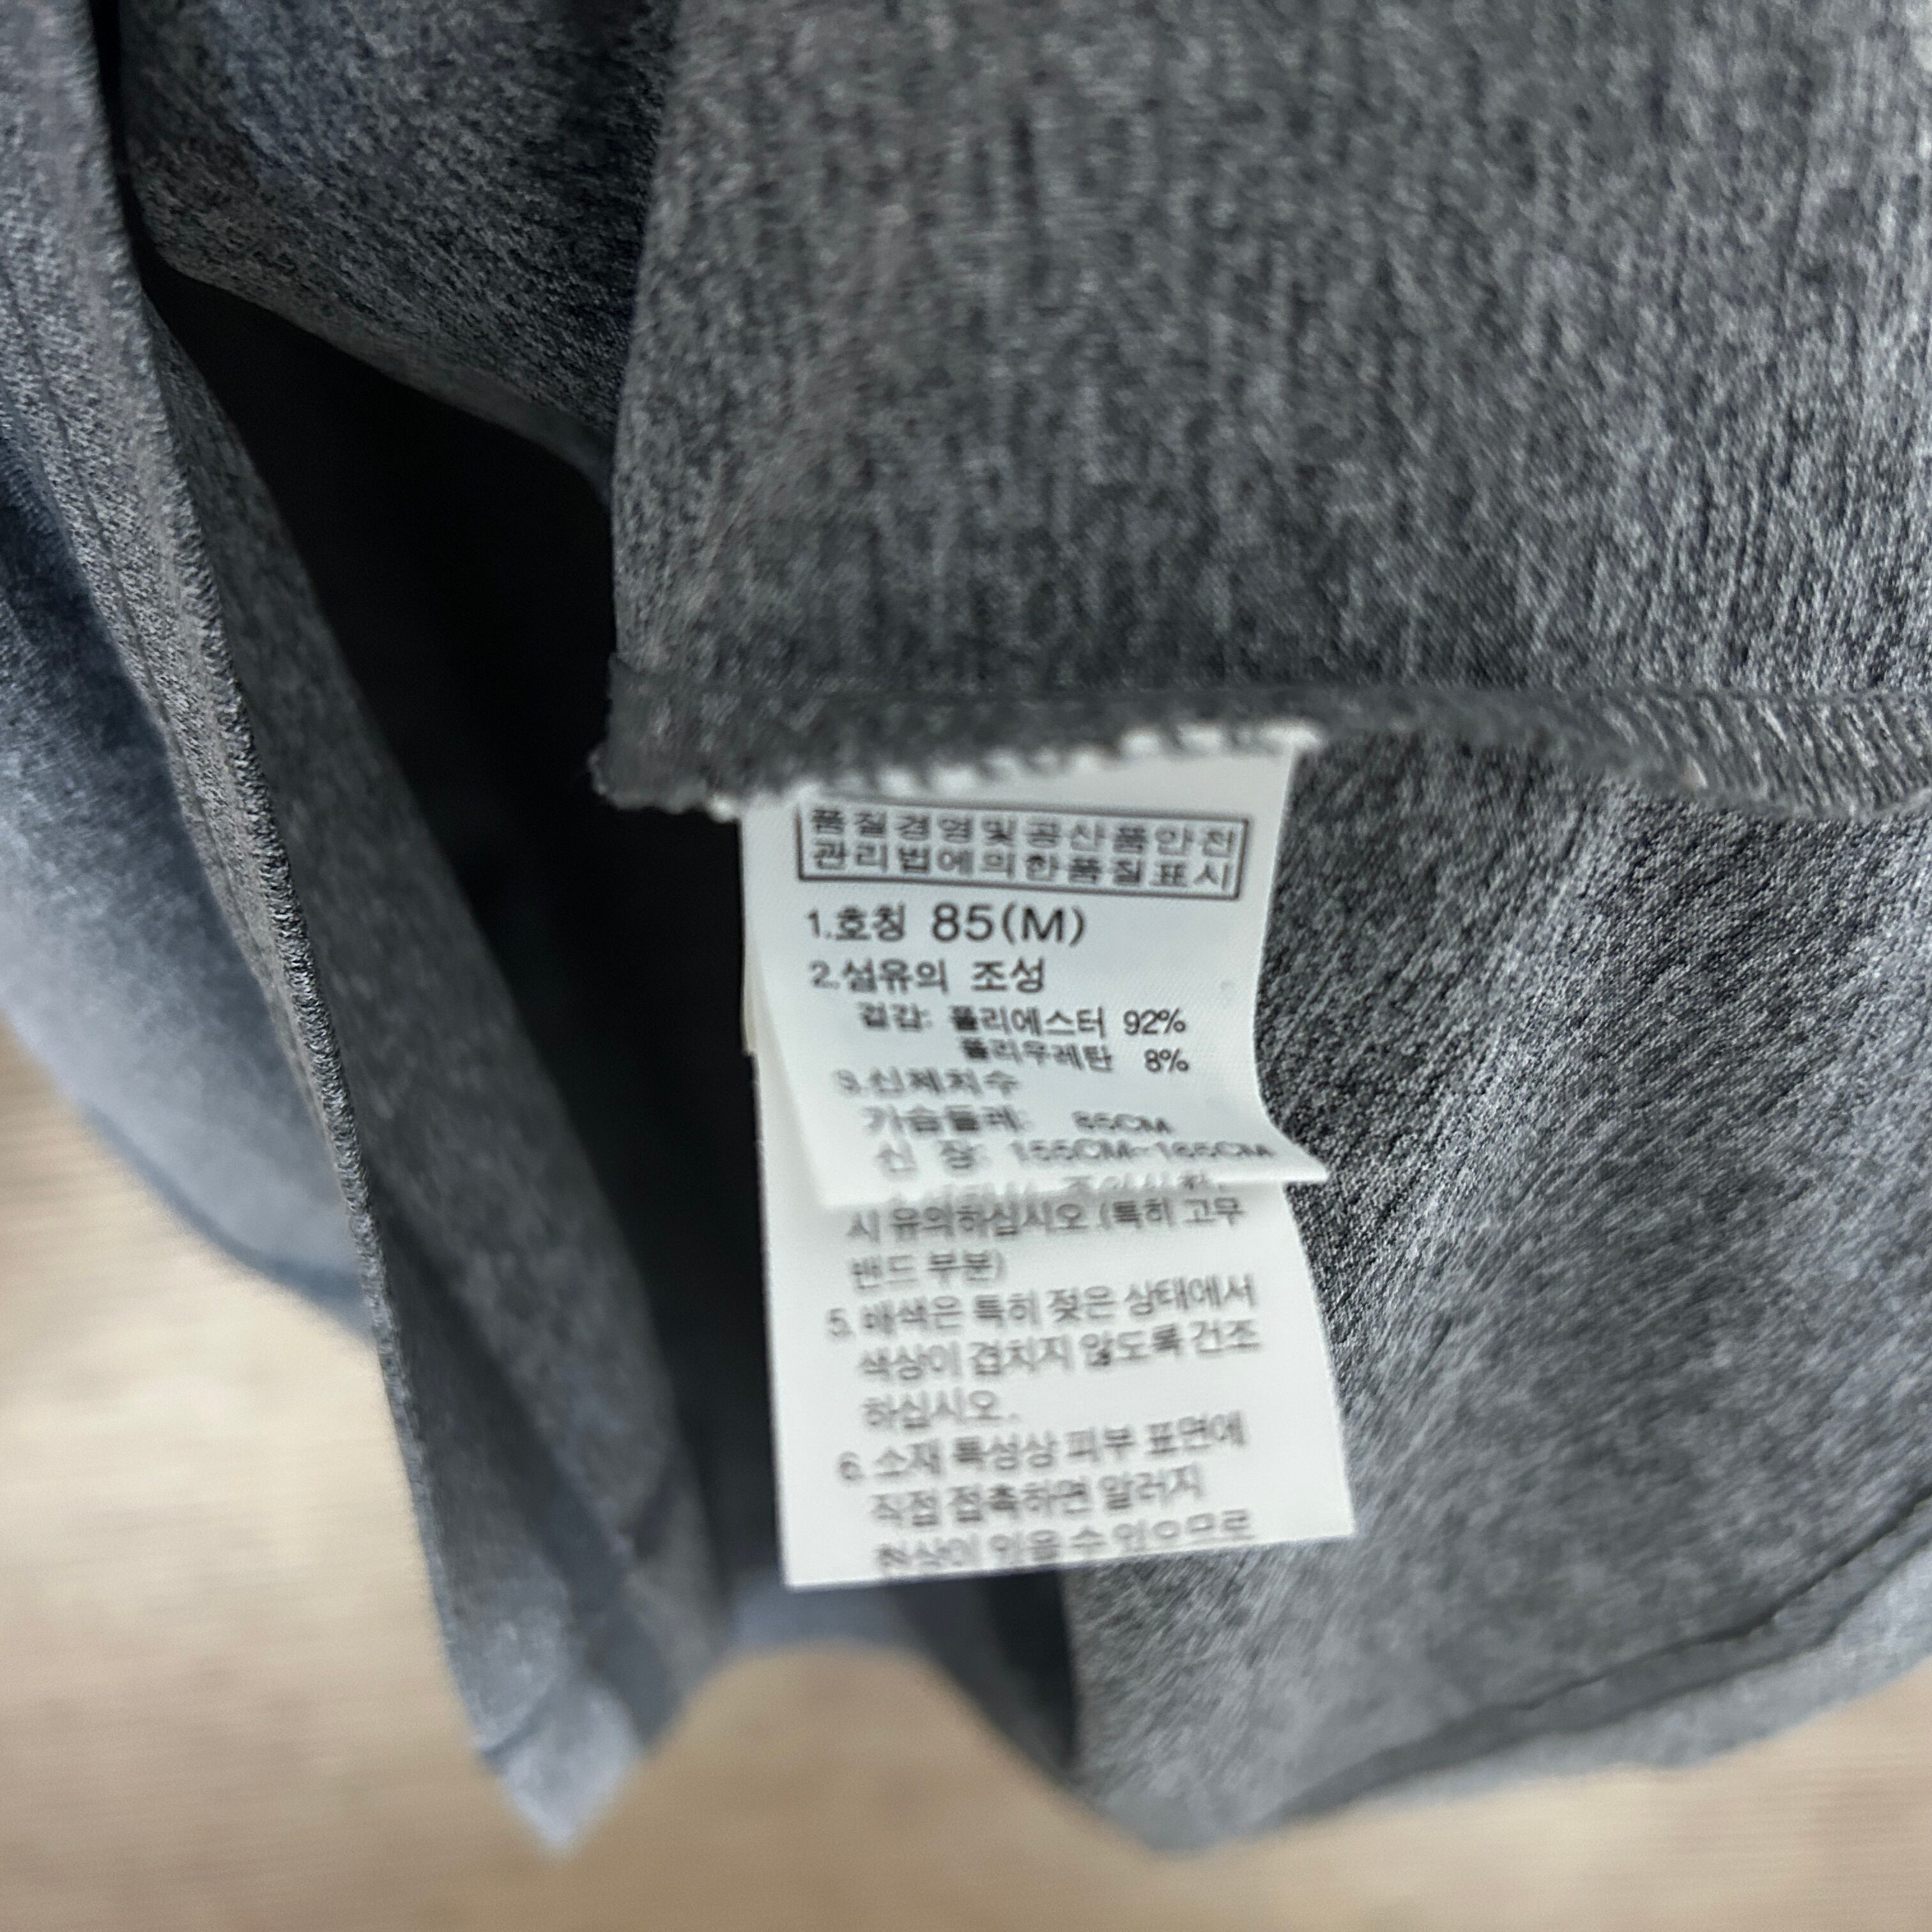 품질경영및공산품안전
관리법에의한품질표시
1.호칭 85(M)
2.섬유의 조성
겉감: 폴리에스터 92%
폴리우레탄 8%
3.신체치수
가슴둘레: 85CM
신 장: 155CM~165CM
시 유의하십시오.(특히 고무
밴드 부분)
5. 배색은 특히 젖은 상태에서
색상이 겹치지 않도록 건조
하십시오.
6. 소재 특성상 피부 표면에
직접 접촉하면 알러지
현상이 있을 수 있으므로